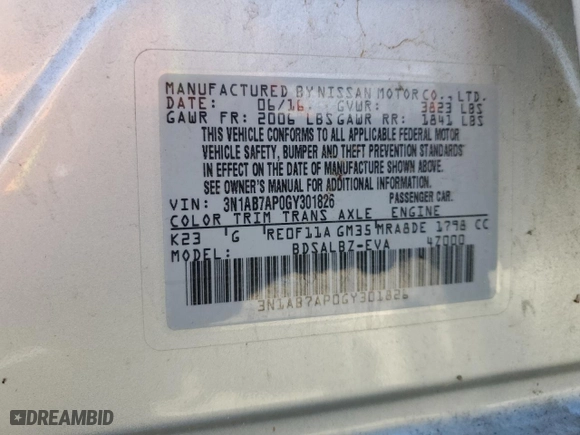 MANUFACTURED BY NISSAN MOTOR CO., LTD.
DATE: 06/16 GVWR: 3623 LBS
GAWR FR: 2006 LBS GAWR RR: 1841 LBS
THIS VEHICLE CONFORMS TO ALL APPLICABLE FEDERAL MOTOR
VEHICLE SAFETY, BUMPER AND THEFT PREVENTION STANDARDS
IN EFFECT ON THE DATE OF MANUFACTURE SHOWN ABOVE.
SEE OWNER'S MANUAL FOR ADDITIONAL INFORMATION.
VIN: 3N1AB7AP0GY301826 PASSENGER CAR.
COLOR TRIM TRANS AXLE ENGINE
K23 G RE0F11A GM35 MRA8DE 1798 CC
MODEL: BDSALBZ-EVA 4Z000
3N1AB7AP0GY301826
DREAMBID